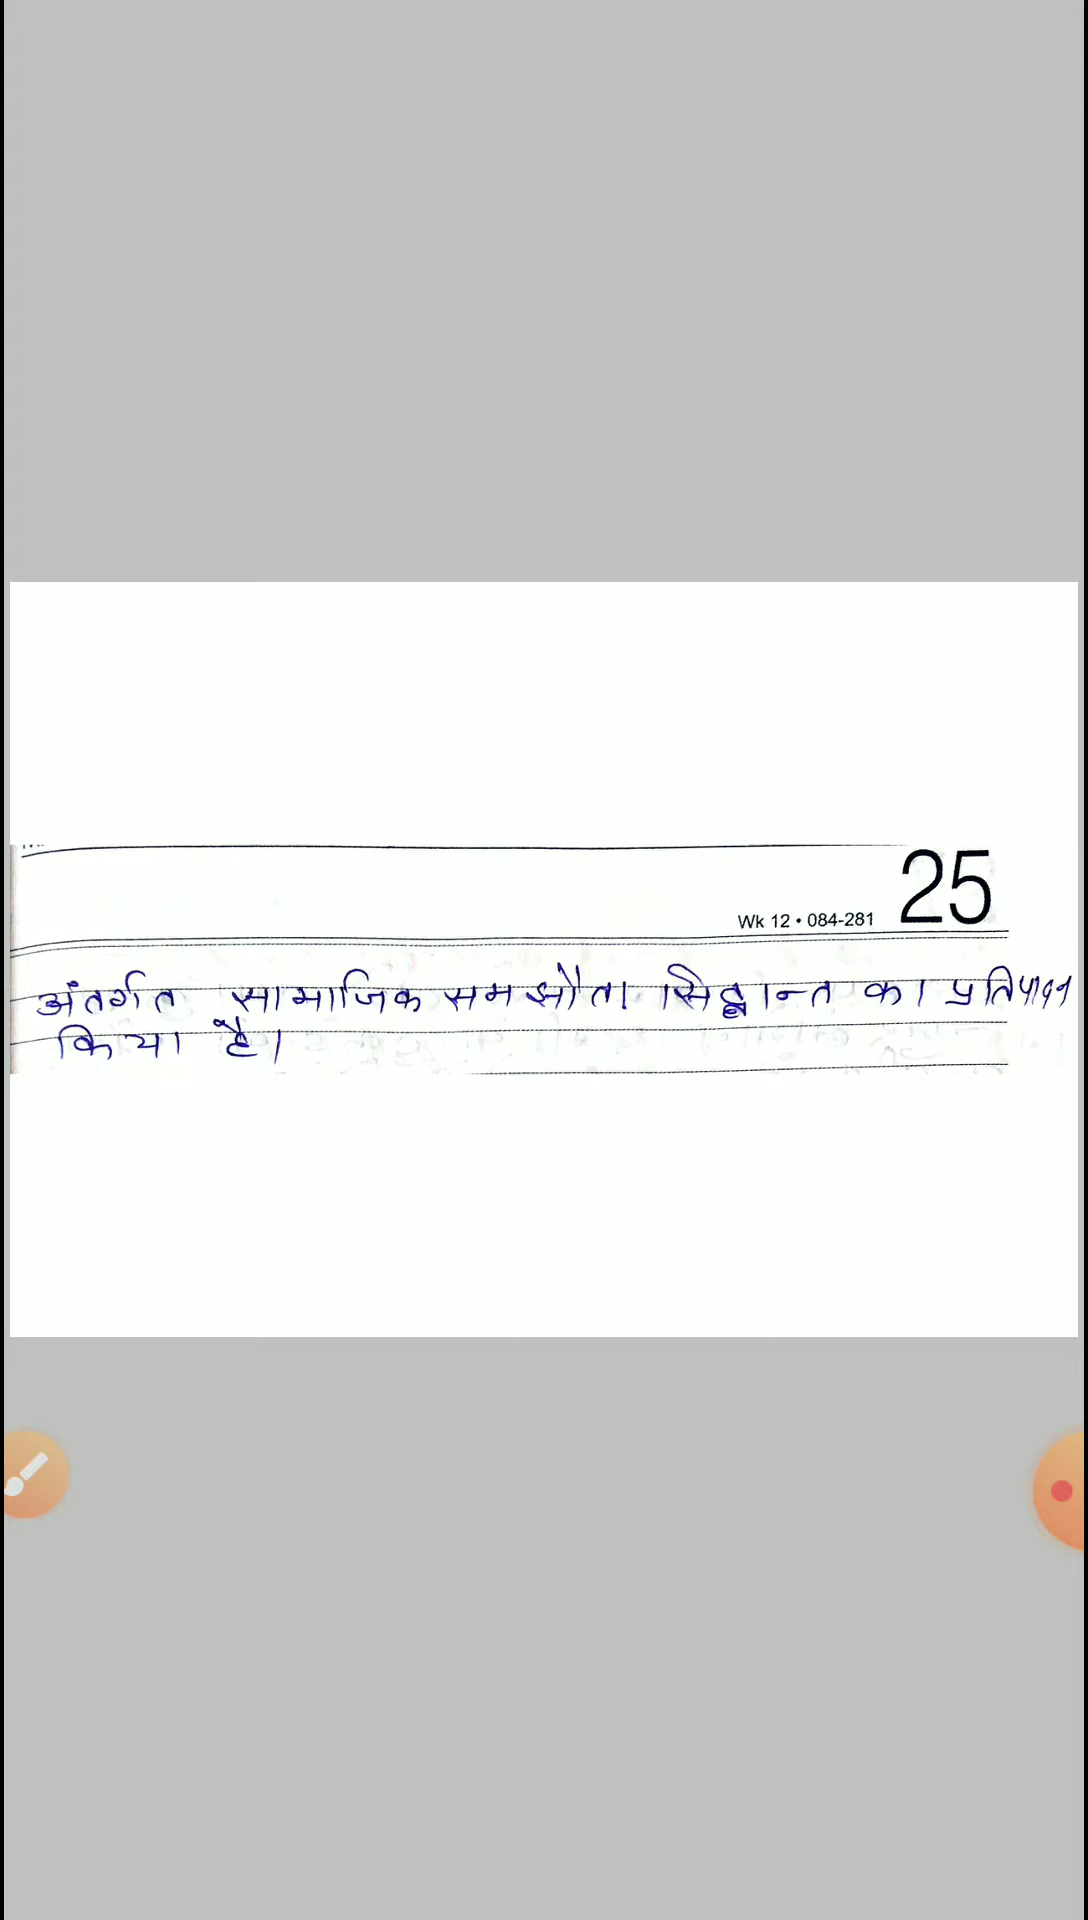 25
Wk 12 • 084-281
अंतर्गत सामाजिक समझौता सिद्धान्त का प्रतिपादन
किया है।